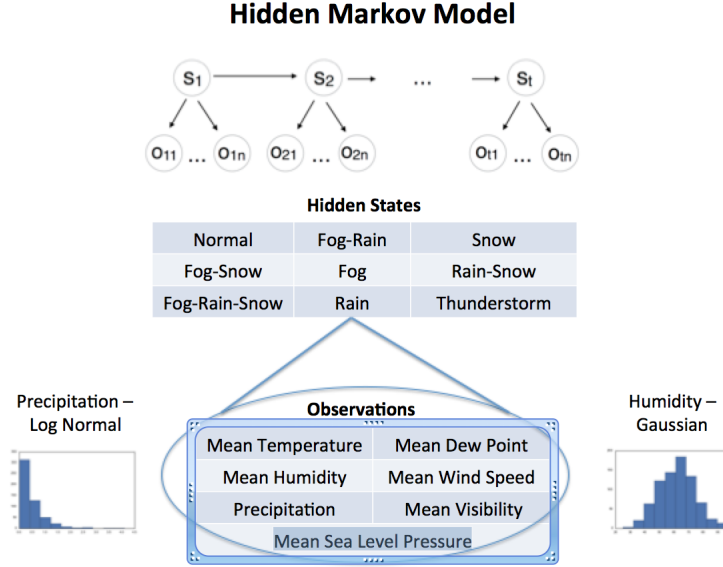 Hidden Markov Model
S1 S2 ... St
O11 ... O1n O21 ... O2n Ot1 ... Otn
Hidden States
Normal Fog-Rain Snow
Fog-Snow Fog Rain-Snow
Fog-Rain-Snow Rain Thunderstorm
Precipitation –
Log Normal
Observations
Humidity –
Gaussian
Mean Temperature Mean Dew Point
Mean Humidity Mean Wind Speed
Precipitation Mean Visibility
Mean Sea Level Pressure